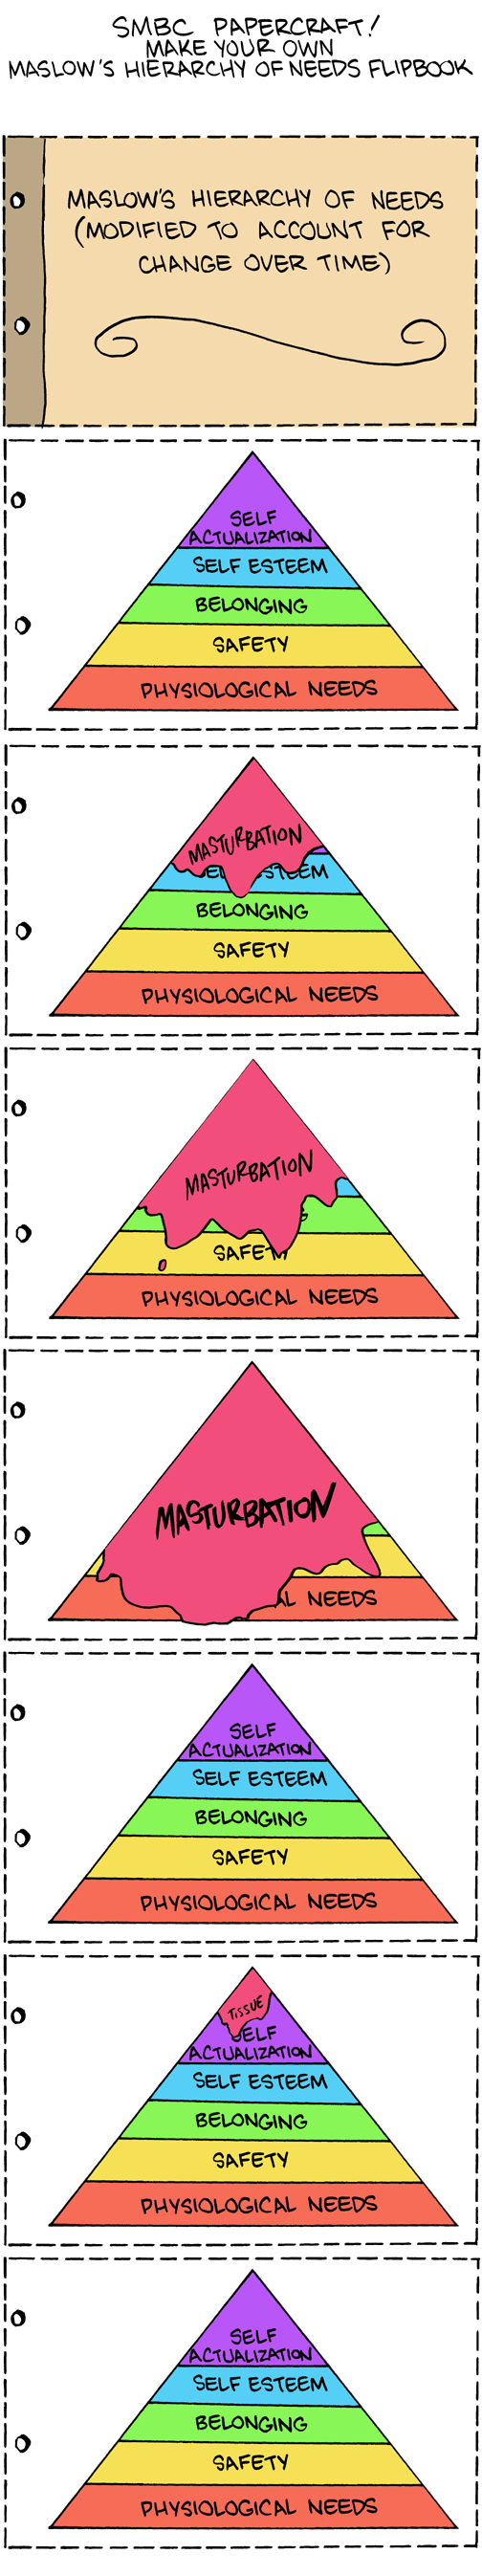 SMBC PAPERCRAFT!
MAKE YOUR OWN
MASLOW'S HIERARCHY OF NEEDS FLIPBOOK
MASLOW'S HIERARCHY OF NEEDS
(MODIFIED TO ACCOUNT FOR
CHANGE OVER TIME)
SELF
ACTUALIZATION
SELF ESTEEM
BELONGING
SAFETY
PHYSIOLOGICAL NEEDS
MASTURBATION
BELONGING
SAFETY
PHYSIOLOGICAL NEEDS
MASTURBATION
SAFETY
PHYSIOLOGICAL NEEDS
MASTURBATION
NEEDS
SELF
ACTUALIZATION
SELF ESTEEM
BELONGING
SAFETY
PHYSIOLOGICAL NEEDS
TISSUE
SELF
ACTUALIZATION
SELF ESTEEM
BELONGING
SAFETY
PHYSIOLOGICAL NEEDS
SELF
ACTUALIZATION
SELF ESTEEM
BELONGING
SAFETY
PHYSIOLOGICAL NEEDS